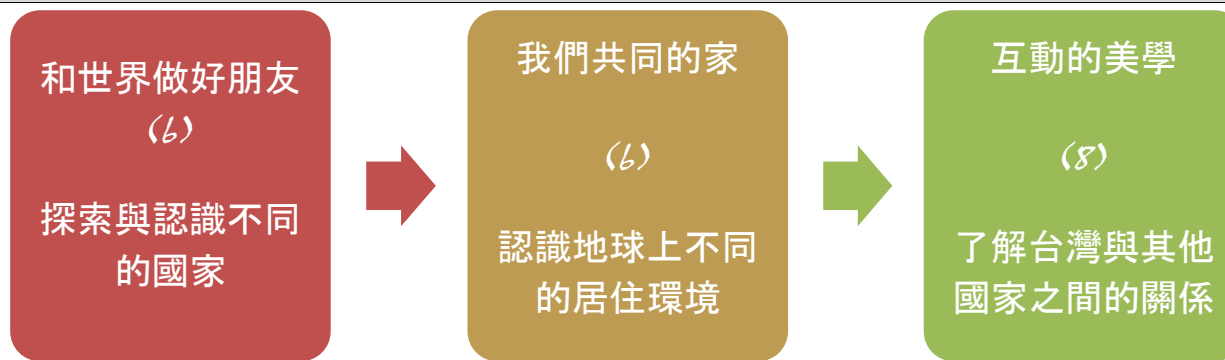 和世界做好朋友
(6)
探索與認識不同
的國家
我們共同的家
(6)
認識地球上不同
的居住環境
互動的美學
(8)
了解台灣與其他
國家之間的關係